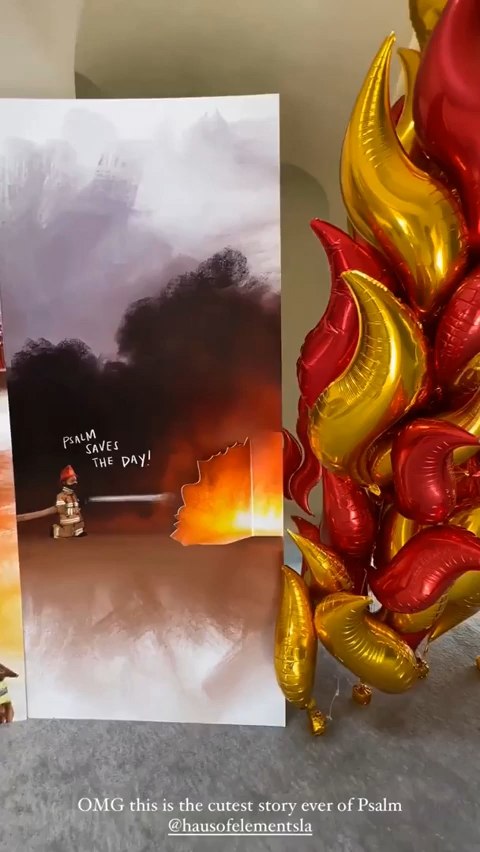 PSALM
SAVES
THE DAY!
OMG this is the cutest story ever of Psalm
@hausofelementsla